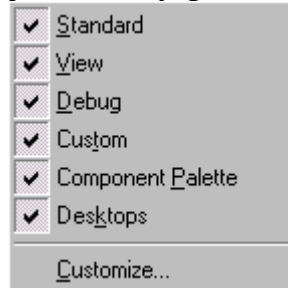 Standard
View
Debug
Custom
Component Palette
Desktops
Customize...